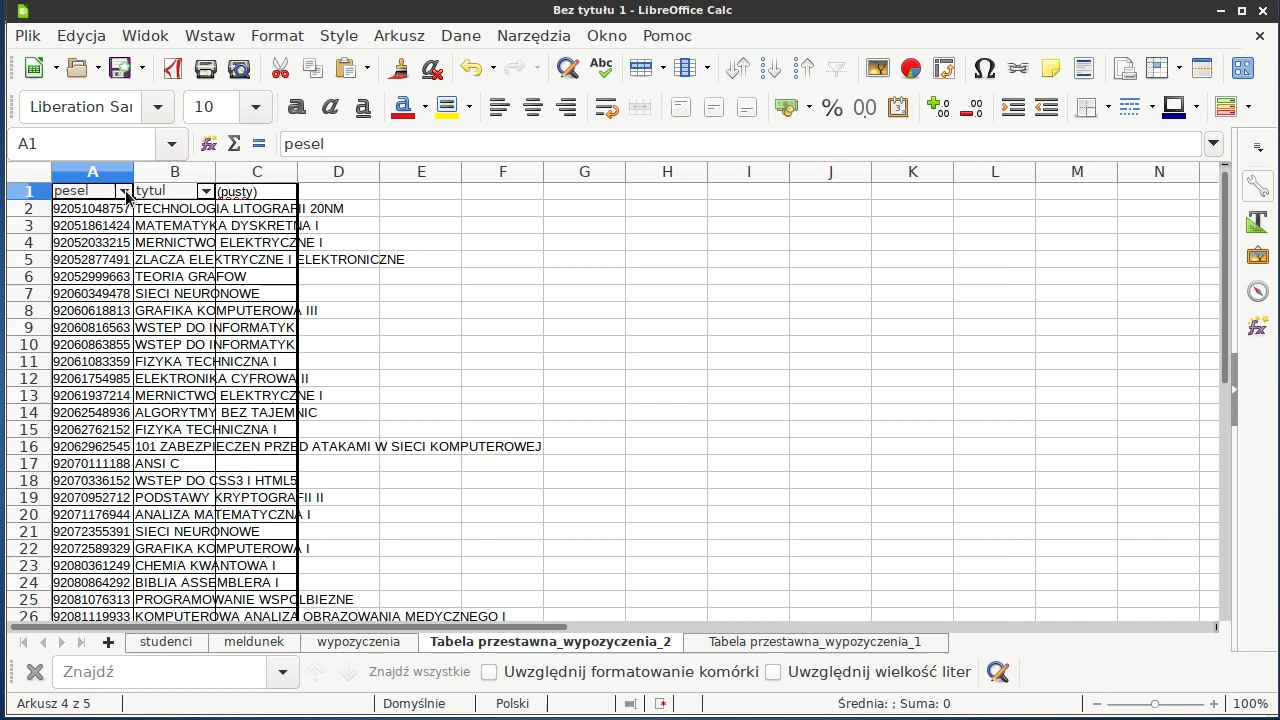 Bez tytułu 1 - LibreOffice Calc
Plik Edycja Widok Wstaw Format Style Arkusz Dane Narzędzia Okno Pomoc
Abc
Liberation Sar 10
A1 pesel
A B C D E F G H I J K L M N
1 pesel tytul (pusty)
2 92051048757 TECHNOLOGIA LITOGRAFII 20NM
3 92051861424 MATEMATYKA DYSKRETNA I
4 92052033215 MERNICTWO ELEKTRYCZNE I
5 92052877491 ZLACZA ELEKTRYCZNE I ELEKTRONICZNE
6 92052999663 TEORIA GRAFOW
7 92060349478 SIECI NEURONOWE
8 92060618813 GRAFIKA KOMPUTEROWA III
9 92060816563 WSTEP DO INFORMATYK
10 92060863855 WSTEP DO INFORMATYK
11 92061083359 FIZYKA TECHNICZNA I
12 92061754985 ELEKTRONIKA CYFROWA II
13 92061937214 MERNICTWO ELEKTRYCZNE I
14 92062548936 ALGORYTMY BEZ TAJEMNIC
15 92062762152 FIZYKA TECHNICZNA I
16 92062962545 101 ZABEZPIECZEN PRZED ATAKAMI W SIECI KOMPUTEROWEJ
17 92070111188 ANSI C
18 92070336152 WSTEP DO CSS3 I HTML5
19 92070952712 PODSTAWY KRYPTOGRAFII II
20 92071176944 ANALIZA MATEMATYCZNA I
21 92072355391 SIECI NEURONOWE
22 92072589329 GRAFIKA KOMPUTEROWA I
23 92080361249 CHEMIA KWANTOWA I
24 92080864292 BIBLIA ASSEMBLERA I
25 92081076313 PROGRAMOWANIE WSPOLBIEZNE
26 92081119933 KOMPUTEROWA ANALIZA OBRAZOWANIA MEDYCZNEGO I
studenci meldunek wypozyczenia Tabela przestawna_wypozyczenia_2 Tabela przestawna_wypozyczenia_1
Znajdź Znajdź wszystkie Uwzględnij formatowanie komórki Uwzględnij wielkość liter
Arkusz 4 z 5 Domyślnie Polski Średnia: ; Suma: 0 100%